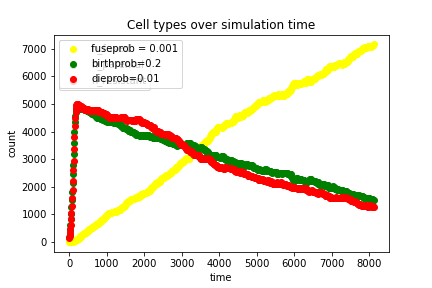 Cell types over simulation time
fuseprob = 0.001
birthprob=0.2
dieprob=0.01
count
7000
6000
5000
4000
3000
2000
1000
0
0 1000 2000 3000 4000 5000 6000 7000 8000
time